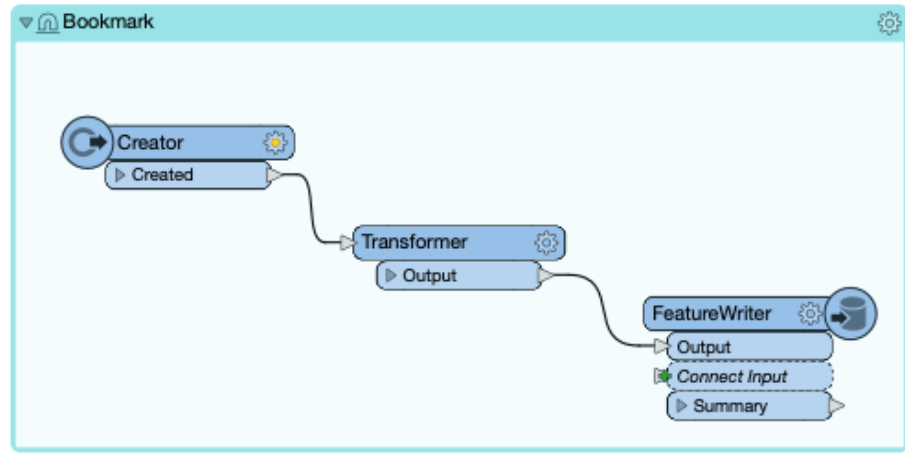 Bookmark
Creator
Created
Transformer
Output
FeatureWriter
Output
Connect Input
Summary